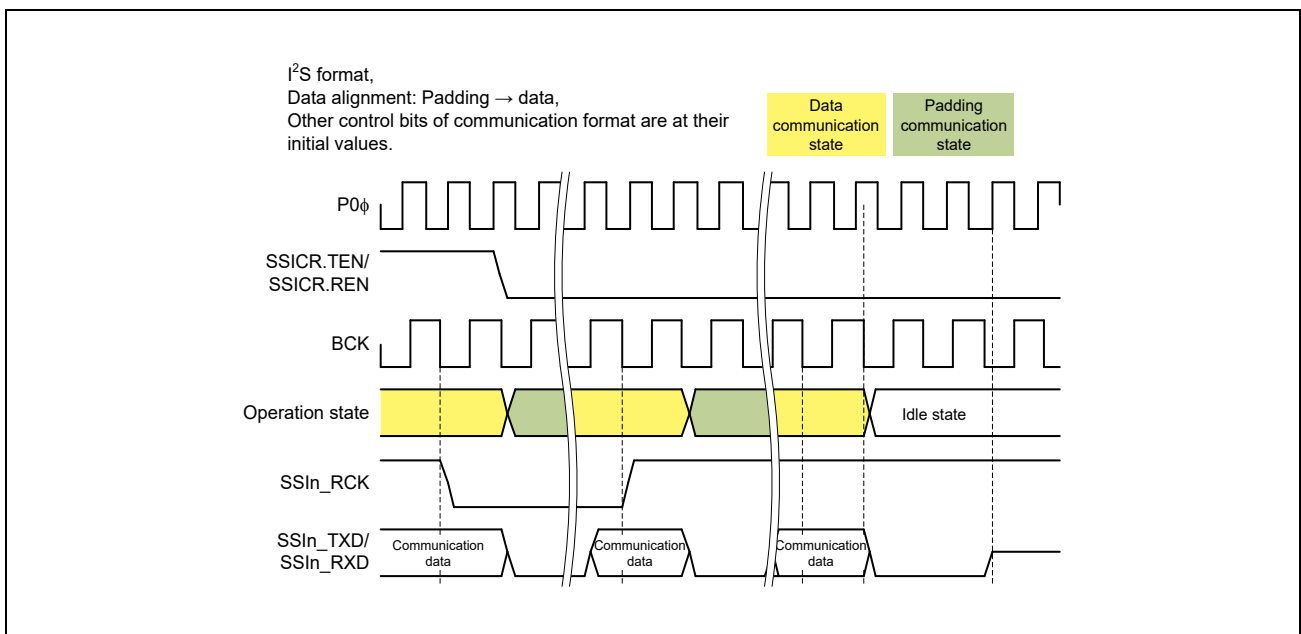 I²S format,
Data alignment: Padding → data,
Other control bits of communication format are at their
initial values.
Data
communication
state
Padding
communication
state
P0ϕ
SSICR.TEN/
SSICR.REN
BCK
Operation state
Idle state
SSIn_RCK
SSIn_TXD/
SSIn_RXD
Communication
data
Communication
data
Communication
data